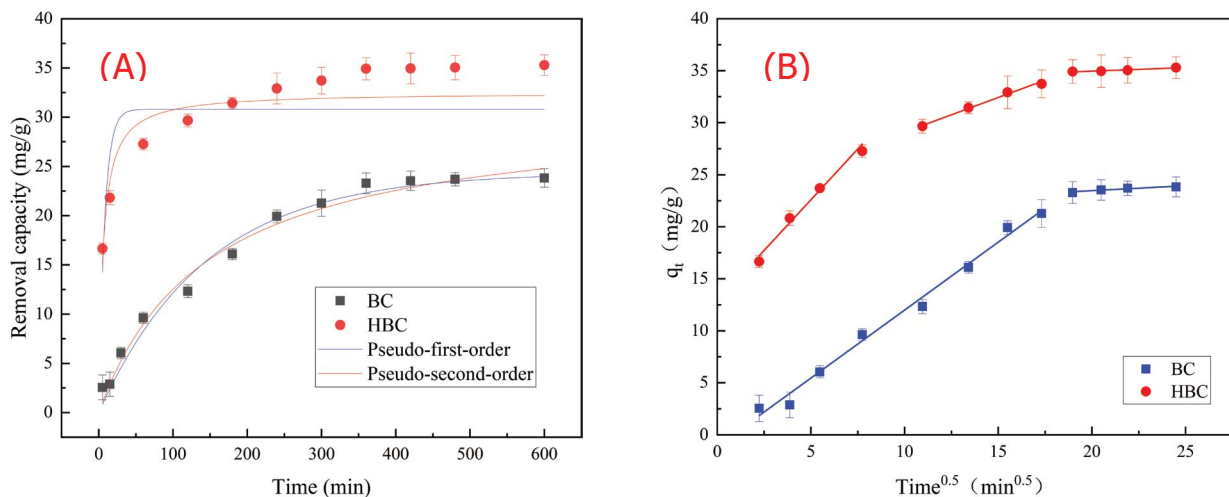 (A)
Removal capacity (mg/g)
40
35
30
25
20
15
10
5
0
BC
HBC
Pseudo-first-order
Pseudo-second-order
0 100 200 300 400 500 600
Time (min)
(B)
qt (mg/g)
40
35
30
25
20
15
10
5
0
BC
HBC
0 5 10 15 20 25
Time0.5 (min0.5)